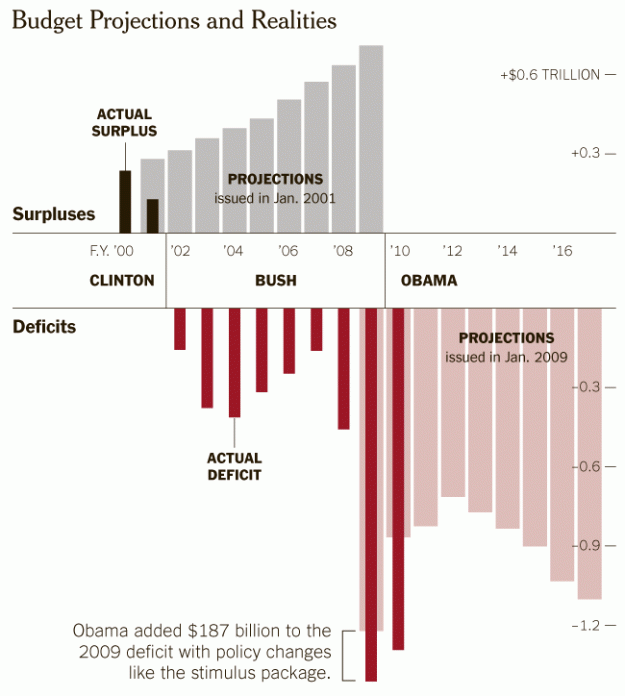 Budget Projections and Realities
+$0.6 TRILLION
ACTUAL
SURPLUS
+0.3
PROJECTIONS
issued in Jan. 2001
Surpluses
F.Y. '00 '02 '04 '06 '08 '10 '12 '14 '16
CLINTON BUSH OBAMA
Deficits
PROJECTIONS
issued in Jan. 2009
-0.3
ACTUAL
DEFICIT
-0.6
-0.9
-1.2
Obama added $187 billion to the
2009 deficit with policy changes
like the stimulus package.